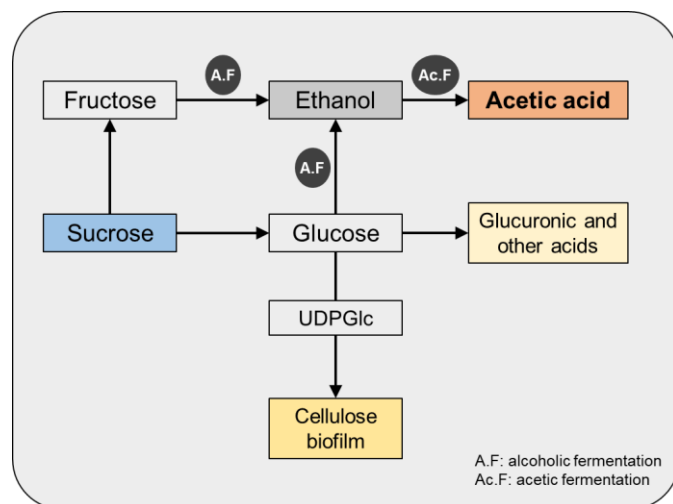 A.F
Ac.F
Fructose
Ethanol
Acetic acid
A.F
Sucrose
Glucose
Glucuronic and
other acids
UDPGlc
Cellulose
biofilm
A.F: alcoholic fermentation
Ac.F: acetic fermentation